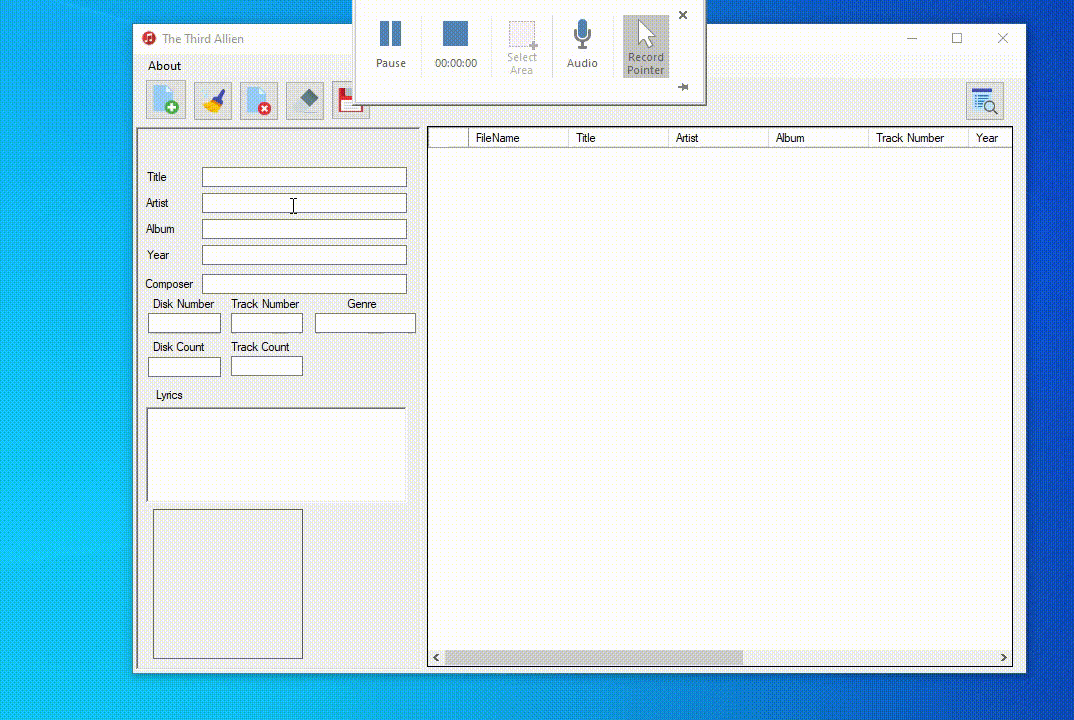 The Third Allien
Pause
00:00:00
Select
Area
Audio
Record
Pointer
About
FileName Title Artist Album Track Number Year
Title
Artist
Album
Year
Composer
Disk Number Track Number Genre
Disk Count Track Count
Lyrics